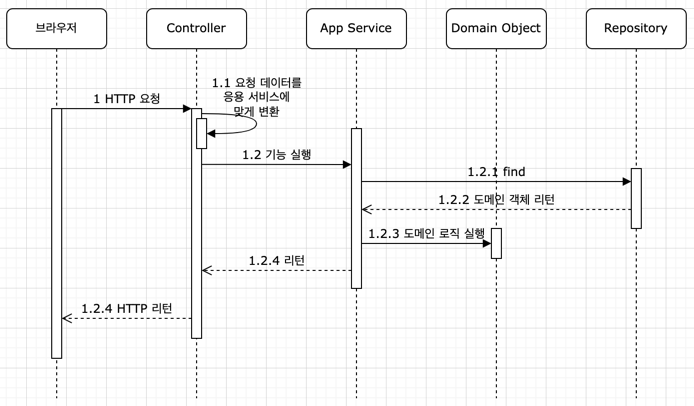 브라우저
Controller
App Service
Domain Object
Repository
1.1 요청 데이터를
응용 서비스에
맞게 변환
1 HTTP 요청
1.2 기능 실행
1.2.1 find
1.2.2 도메인 객체 리턴
1.2.3 도메인 로직 실행
1.2.4 리턴
1.2.4 HTTP 리턴